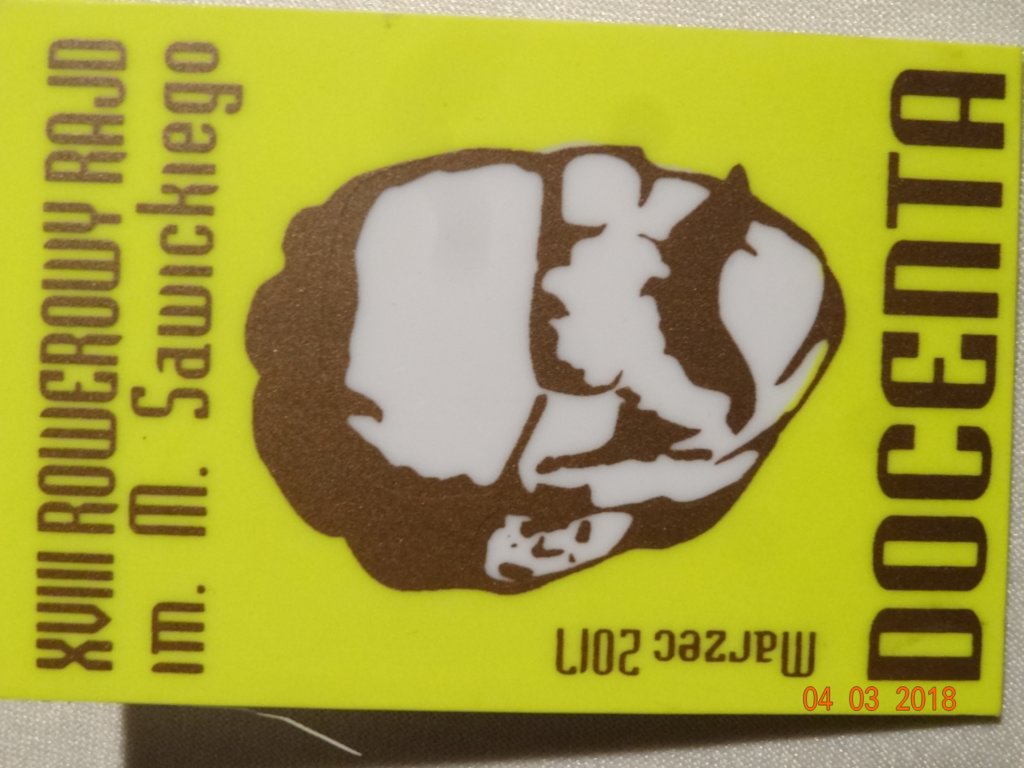 XVIII ROWEROWY RAJD
im. M. Sawickiego
Marzec 2017
DOCENTA
04 03 2018